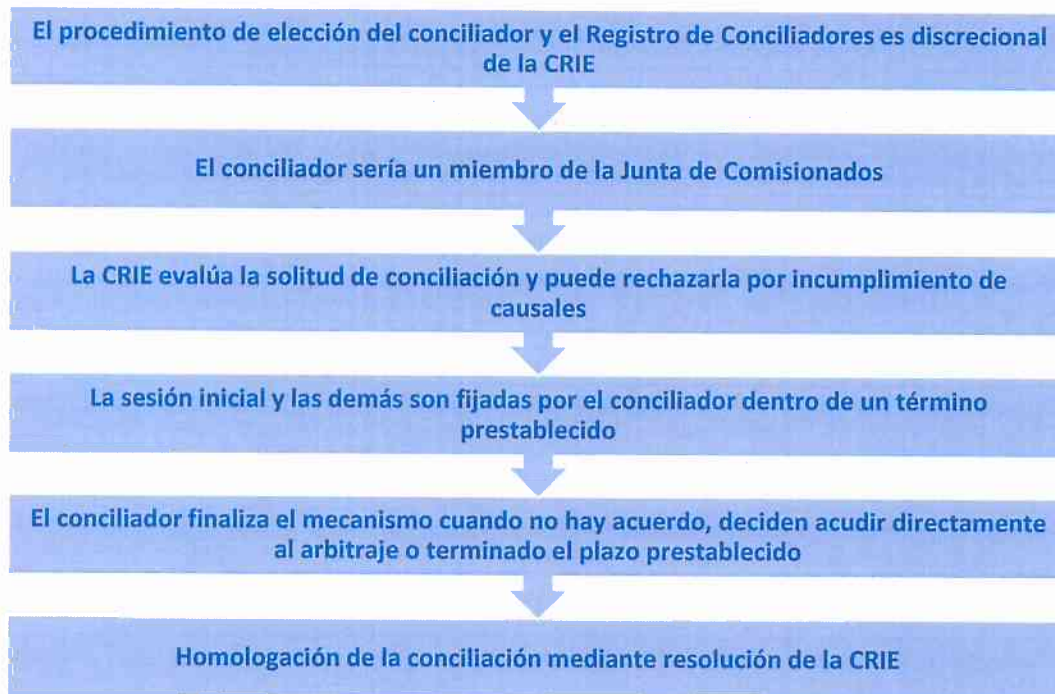 El procedimiento de elección del conciliador y el Registro de Conciliadores es discrecional
de la CRIE
El conciliador sería un miembro de la Junta de Comisionados
La CRIE evalúa la solitud de conciliación y puede rechazarla por incumplimiento de
causales
La sesión inicial y las demás son fijadas por el conciliador dentro de un término
prestablecido
El conciliador finaliza el mecanismo cuando no hay acuerdo, deciden acudir directamente
al arbitraje o terminado el plazo prestablecido
Homologación de la conciliación mediante resolución de la CRIE